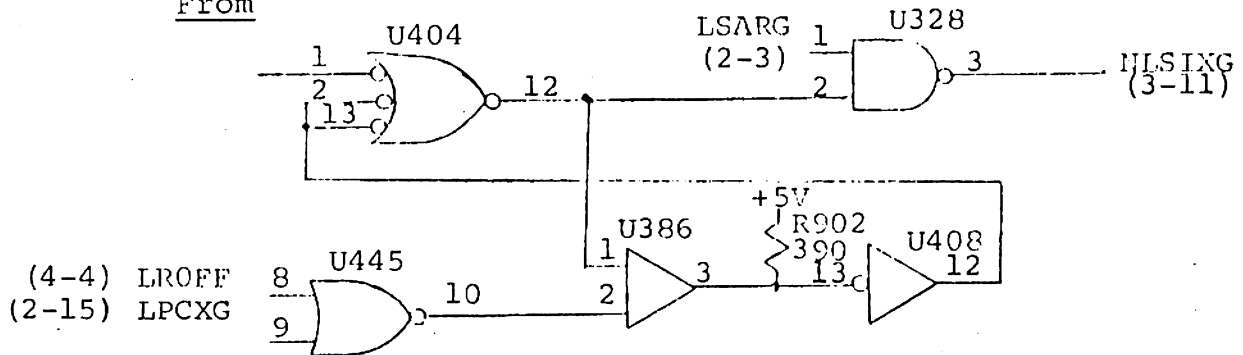 From
U404
1
2
13
12
LSARG
(2-3)
1
2
U328
3
NLSIXG
(3-11)
+5V
R902
390
U386
1
2
3
13
U408
12
(4-4) LROFF 8
(2-15) LPCXG 9
U445
10